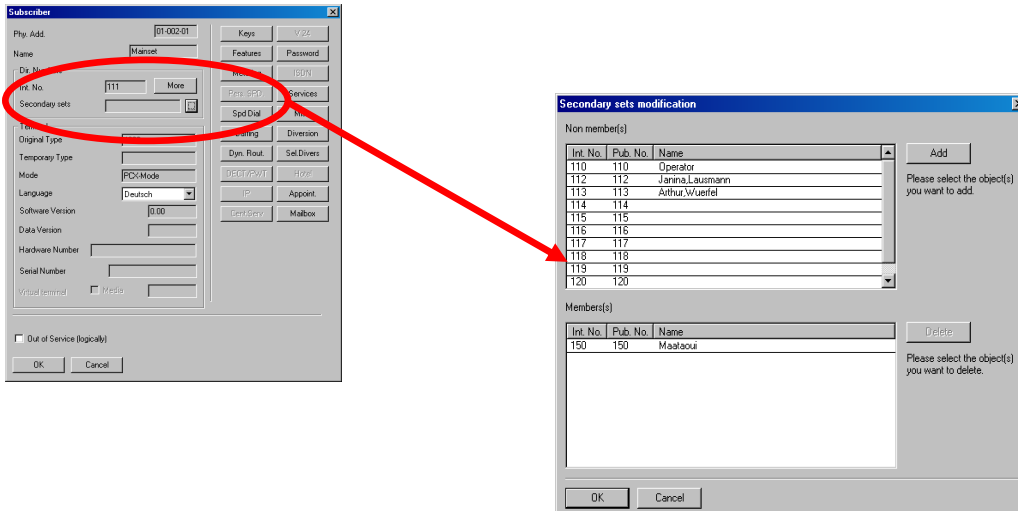 Subscriber
Phy. Add. 01-002-01
Name Mainset
Int. No. 111 More
Secondary sets
Original Type
Temporary Type
Mode PCX-Mode
Language Deutsch
Software Version 0.00
Data Version
Hardware Number
Serial Number
Virtual terminal Media
Out of Service (logically)
OK Cancel
Keys V.24
Features Password
ISDN
Pers. SPD Services
Spd Dial
Diversion
Dyn. Rout. Sel.Divers
DECT/PWT Hotel
IP Appoint.
Cent.Serv. Mailbox
Secondary sets modification
Non member(s)
Int. No. Pub. No. Name
110 110 Operator
112 112 Janina,Lausmann
113 113 Arthur,Wuerfel
114 114
115 115
116 116
117 117
118 118
119 119
120 120
Add
Please select the object(s)
you want to add.
Members(s)
Int. No. Pub. No. Name
150 150 Maataoui
Delete
Please select the object(s)
you want to delete.
OK Cancel